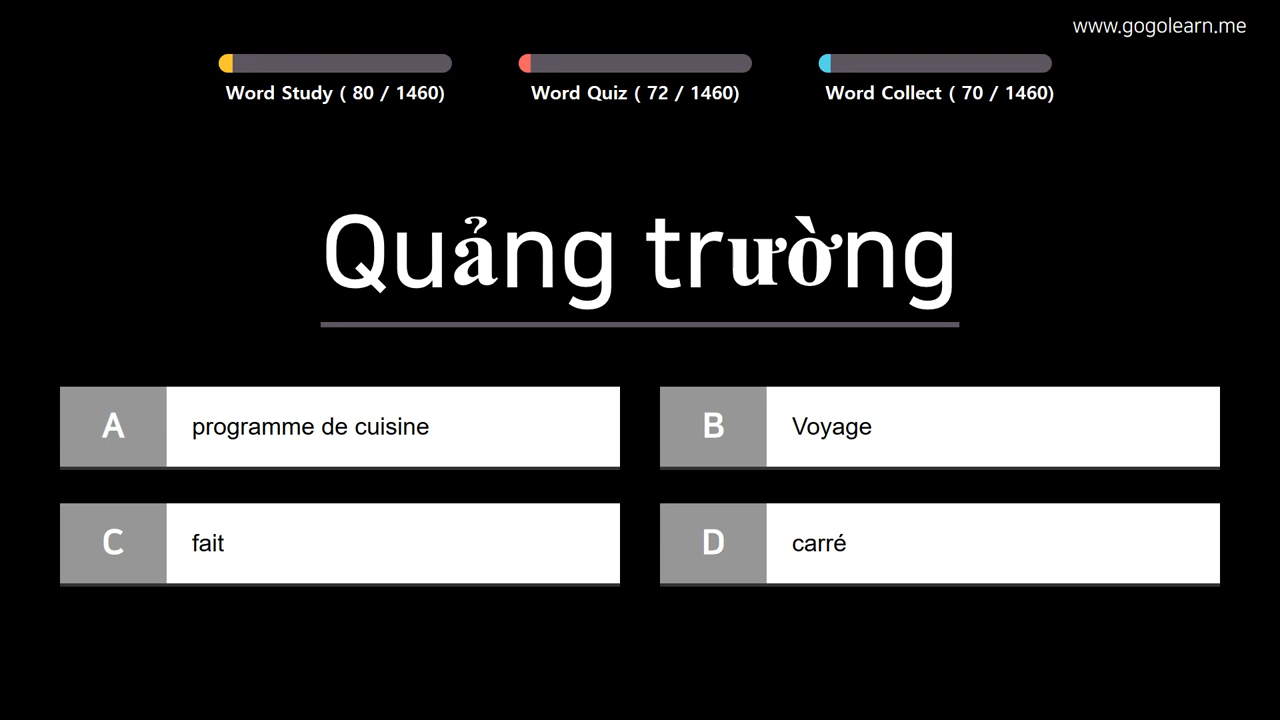 www.gogolearn.me
Word Study ( 80 / 1460)
Word Quiz ( 72 / 1460)
Word Collect ( 70 / 1460)
Quảng trường
A programme de cuisine
B Voyage
C fait
D carré